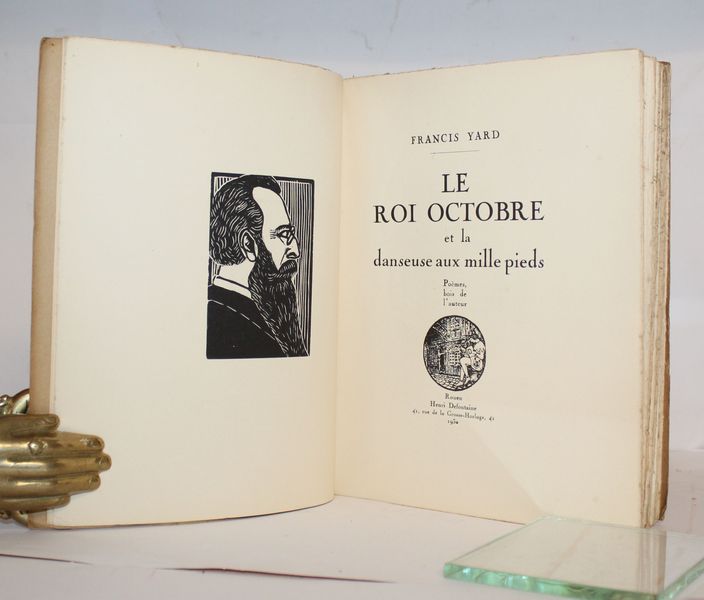 FRANCIS YARD
LE
ROI OCTOBRE
et la
danseuse aux mille pieds
Poèmes,
bois de
l'auteur
Rouen
Henri Defontaine
41, rue de la Grosse-Horloge, 41
1930